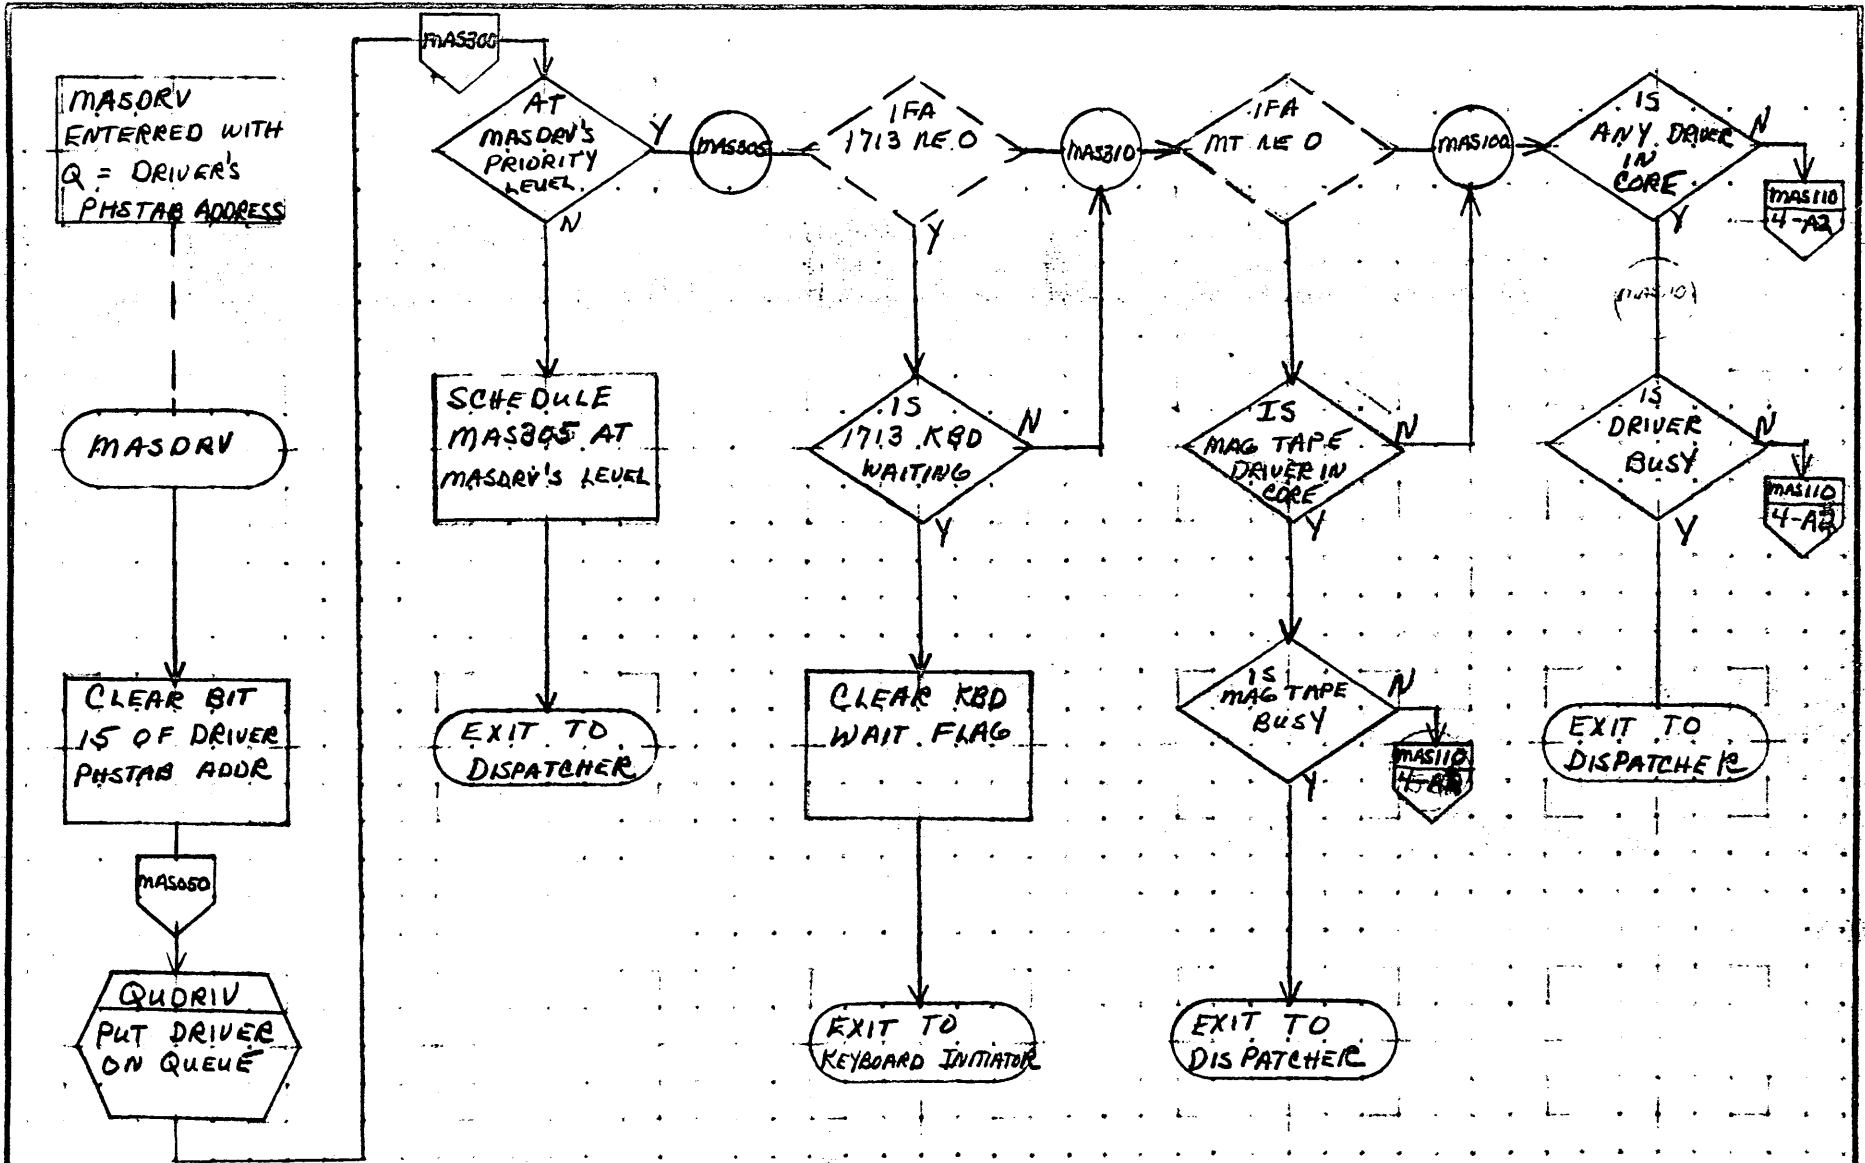 MASDRV
ENTERRED WITH
Q = DRIVER'S
PHSTAB ADDRESS
MASDRV
CLEAR BIT
15 OF DRIVER
PHSTAB ADDR
MAS050
QUDRIV
PUT DRIVER
ON QUEUE
MAS300
AT
MASDRV'S
PRIORITY
LEVEL
Y
N
SCHEDULE
MAS305 AT
MASDRV'S LEVEL
EXIT TO
DISPATCHER
MAS305
IFA
1713 NE 0
Y
IS
1713 KBD
WAITING
N
Y
CLEAR KBD
WAIT FLAG
EXIT TO
KEYBOARD INITIATOR
MAS310
IFA
MT NE 0
IS
MAG TAPE
DRIVER IN
CORE
N
Y
IS
MAG TAPE
BUSY
N
Y
MAS110
EXIT TO
DISPATCHER
MAS100
IS
ANY DRIVER
IN
CORE
N
Y
MAS110
4-A2
IS
DRIVER
BUSY
N
Y
MAS110
EXIT TO
DISPATCHER